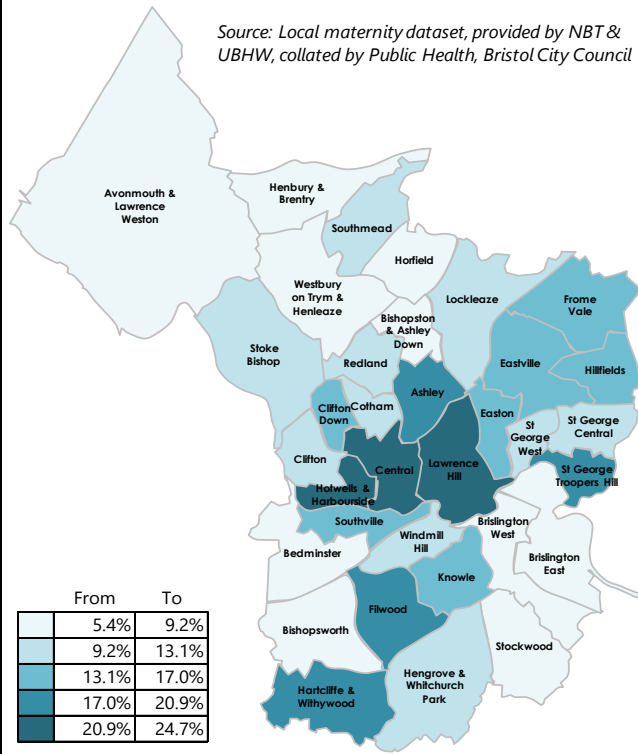 Source: Local maternity dataset, provided by NBT &
UBHW, collated by Public Health, Bristol City Council
Avonmouth &
Lawrence
Weston
Henbury &
Brentry
Southmead
Horfield
Westbury
on Trym &
Henleaze
Lockleaze
Frome
Vale
Bishopston
& Ashley
Down
Stoke
Bishop
Redland
Eastville
Hillfields
Ashley
Clifton
Down
Cotham
Easton
St
George
West
St George
Central
Clifton
Central
Lawrence
Hill
St George
Troopers Hill
Hotwells &
Harbourside
Southville
Windmill
Hill
Brislington
West
Bedminster
Brislington
East
Knowle
Filwood
Bishopsworth
Stockwood
Hengrove &
Whitchurch
Park
Hartcliffe &
Withywood
From To
5.4% 9.2%
9.2% 13.1%
13.1% 17.0%
17.0% 20.9%
20.9% 24.7%